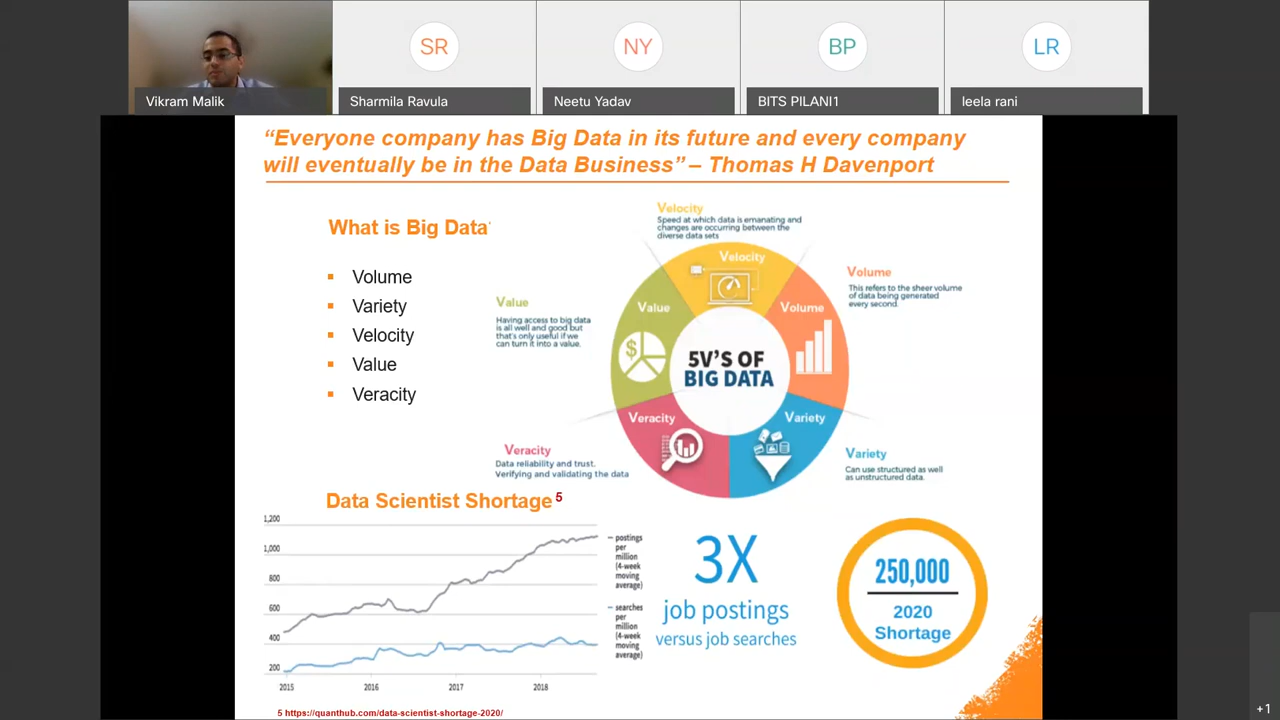 SR
NY
BP
LR
Vikram Malik
Sharmila Ravula
Neetu Yadav
BITS PILANI1
leela rani
“Everyone company has Big Data in its future and every company
will eventually be in the Data Business” – Thomas H Davenport
What is Big Data
Volume
Variety
Velocity
Value
Veracity
Velocity
Speed at which data is emanating and
changes are occurring between the
diverse data sets
Volume
This refers to the sheer volume
of data being generated
every second.
Value
Having access to big data
is all well and good but
that's only useful if we
can turn it into a value.
Veracity
Data reliability and trust.
Verifying and validating the data
Variety
Can use structured as well
as unstructured data.
Velocity
Value
Volume
$
5V'S OF
BIG DATA
Veracity
Variety
Data Scientist Shortage 5
1,200
1,000
800
600
400
200
2015
2016
2017
2018
postings
per
million
(4-week
moving
average)
searches
per
million
(4-week
moving
average)
3X
job postings
versus job searches
250,000
2020
Shortage
5 https://quanthub.com/data-scientist-shortage-2020/
+1